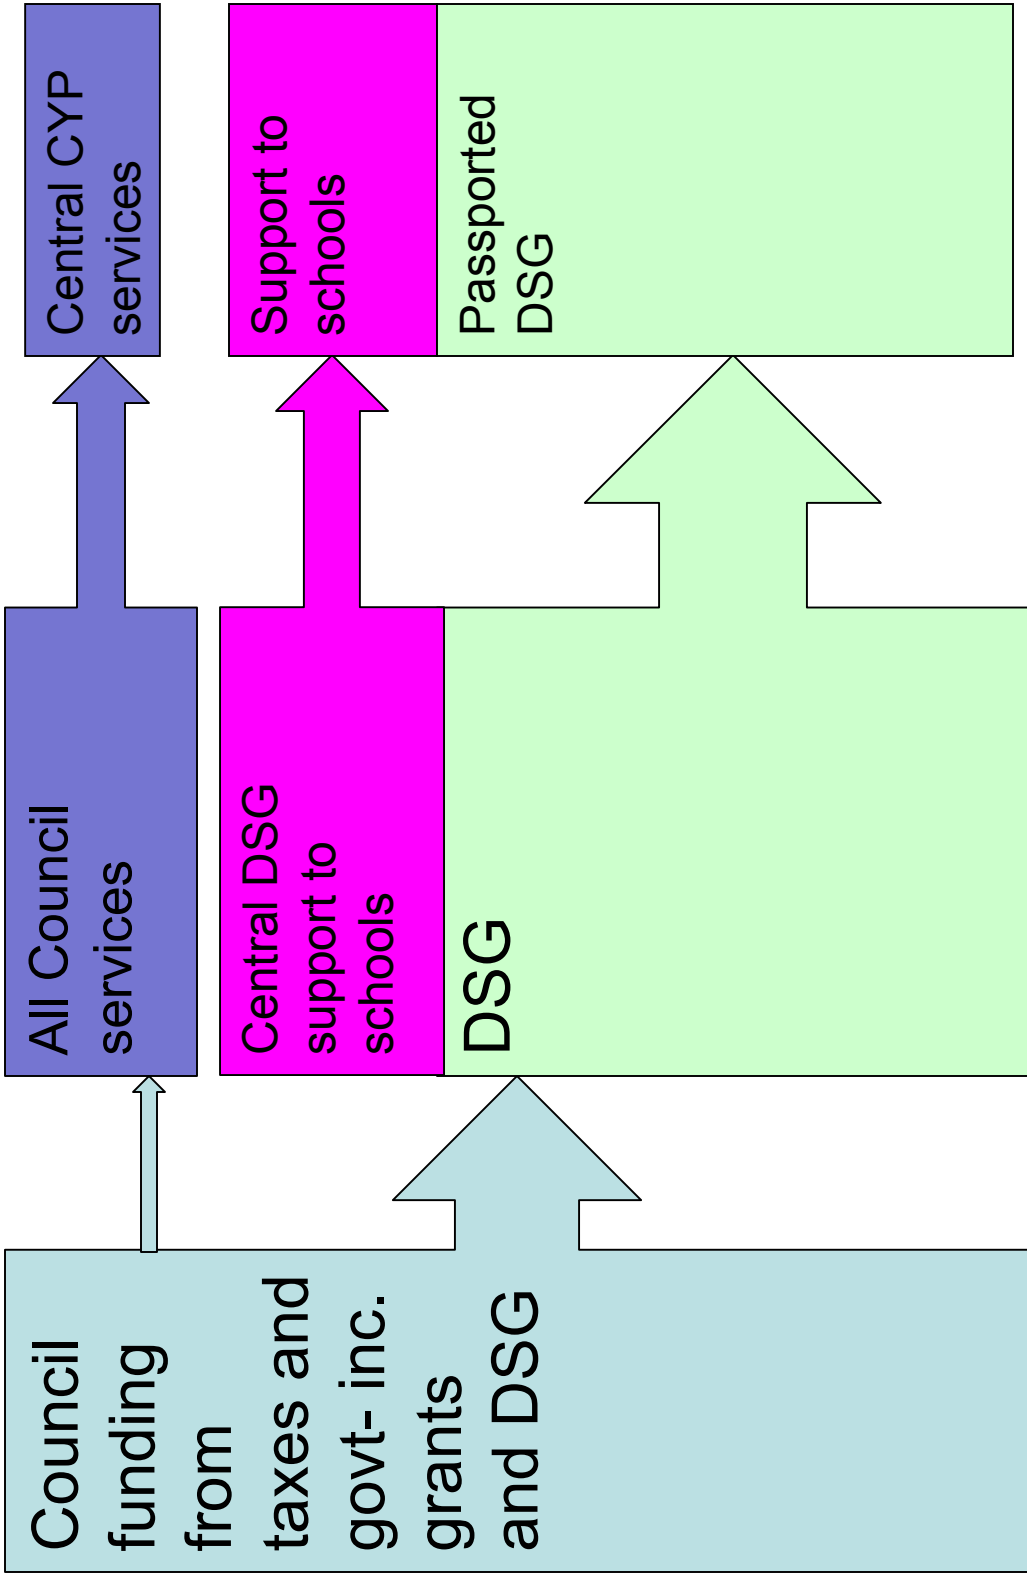 Council
funding
from
taxes and
govt- inc.
grants
and DSG
All Council
services
Central DSG
support to
schools
DSG
Central CYP
services
Support to
schools
Passported
DSG